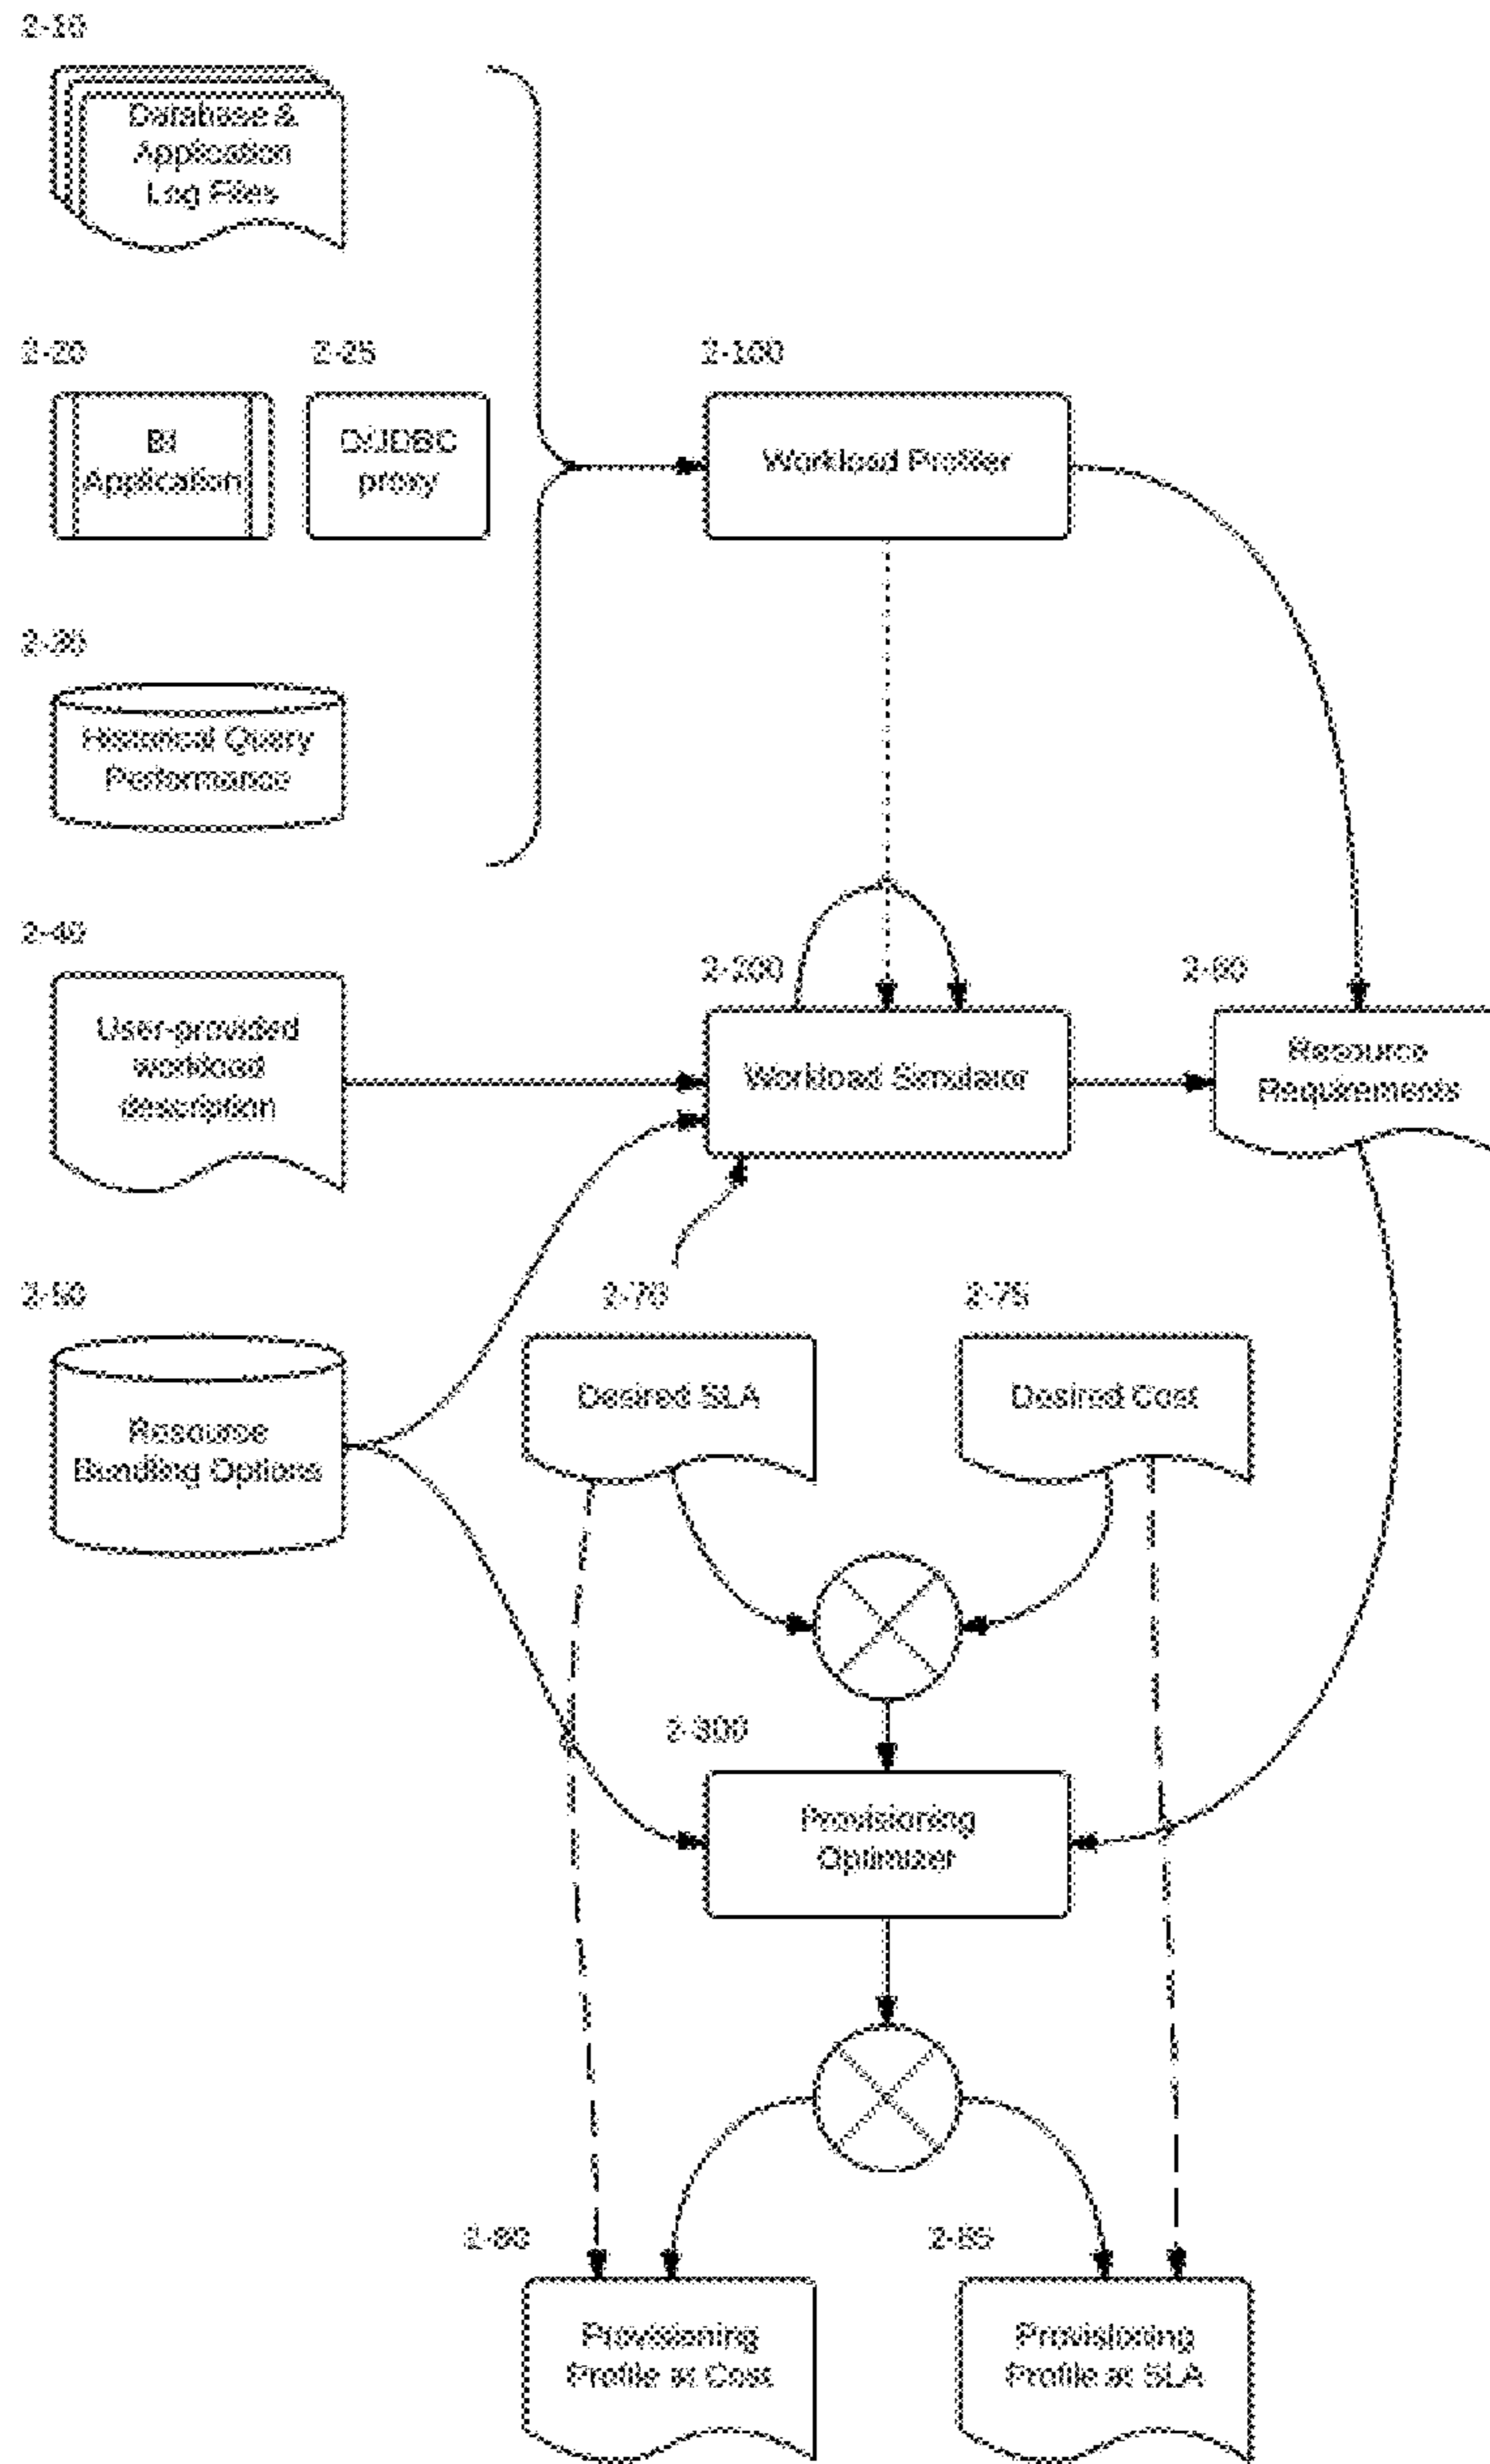 2-10
Database &
Application
Log Files
2-20
2-25
2-100
BI
Application
O/JDBC
proxy
Workload Profiler
2-30
Historical Query
Performance
2-40
2-200
2-60
User-provided
workload
description
Workload Simulator
Resource
Requirements
2-50
2-70
2-75
Resource
Bundling Options
Desired SLA
Desired Cost
2-300
Provisioning
Optimizer
2-80
2-85
Provisioning
Profile at Cost
Provisioning
Profile at SLA